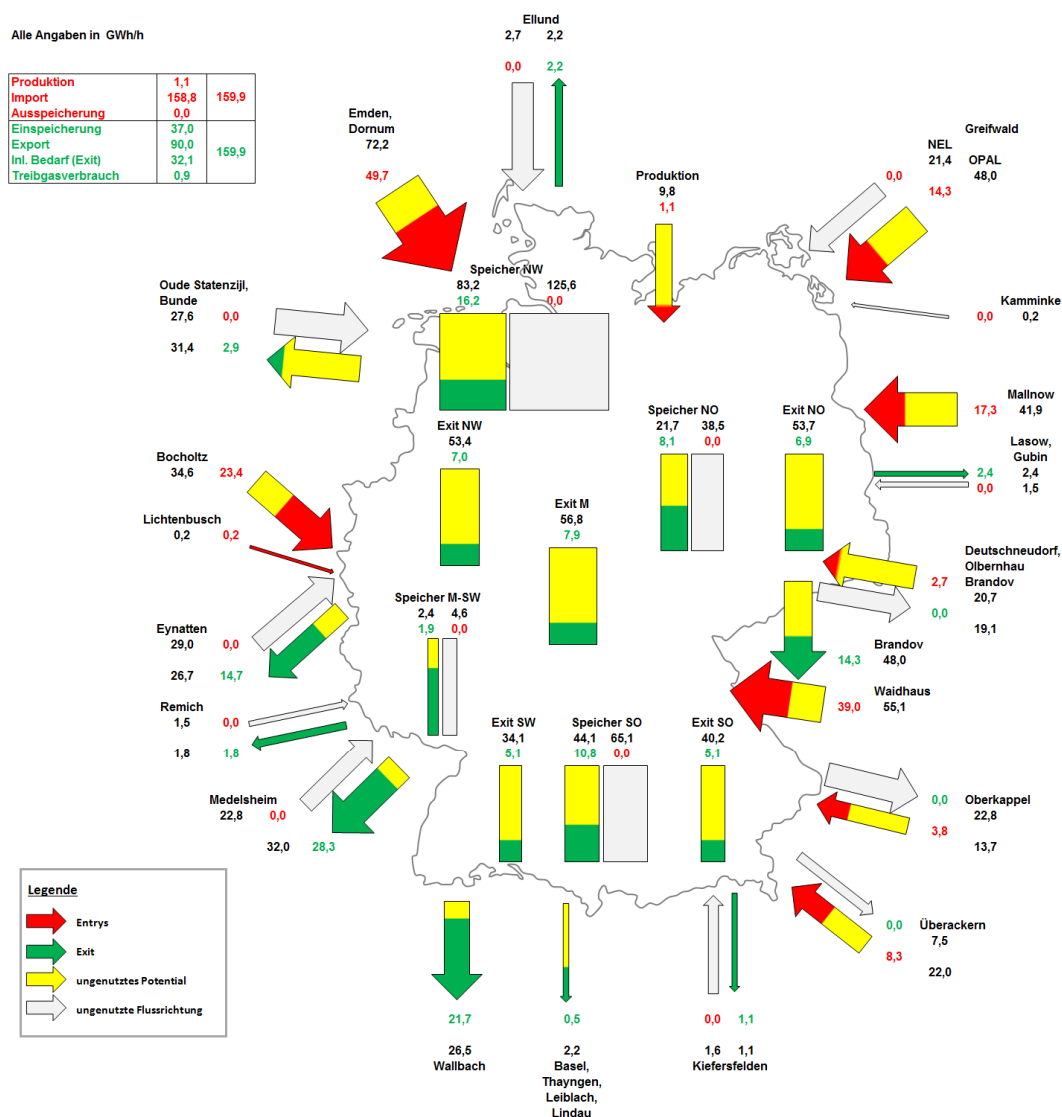 Alle Angaben in GWh/h
Produktion 1,1
Import 158,8 159,9
Ausspeicherung 0,0
Einspeicherung 37,0
Export 90,0
Inl. Bedarf (Exit) 32,1 159,9
Treibgasverbrauch 0,9
Ellund
2,7 2,2
0,0 2,2
Emden,
Dornum
72,2
49,7
Produktion
9,8
1,1
Greifwald
NEL
21,4 OPAL
0,0 48,0
14,3
Speicher NW
83,2 125,6
16,2 0,0
Oude Statenzijl,
Bunde
27,6 0,0
31,4 2,9
Kamminke
0,0 0,2
Mallnow
17,3 41,9
Lasow,
Gubin
2,4 2,4
0,0 1,5
Exit NW
53,4
7,0
Speicher NO
21,7 38,5
8,1 0,0
Exit NO
53,7
6,9
Bocholtz
34,6 23,4
Lichtenbusch
0,2 0,2
Exit M
56,8
7,9
Deutschneudorf,
Olbernhau
2,7 Brandov
20,7
0,0
19,1
Speicher M-SW
2,4 4,6
1,9 0,0
Eynatten
29,0 0,0
26,7 14,7
Brandov
14,3 48,0
Waidhaus
39,0 55,1
Remich
1,5 0,0
1,8 1,8
Exit SW
34,1
5,1
Speicher SO
44,1 65,1
10,8 0,0
Exit SO
40,2
5,1
Medelsheim
22,8 0,0
32,0 28,3
0,0 Oberkappel
22,8
3,8
13,7
0,0 Überackern
7,5
8,3
22,0
Legende
Entrys
Exit
ungenutztes Potential
ungenutzte Flussrichtung
21,7
26,5
Wallbach
0,5
2,2
Basel,
Thayngen,
Leiblach,
Lindau
0,0 1,1
1,6 1,1
Kiefersfelden